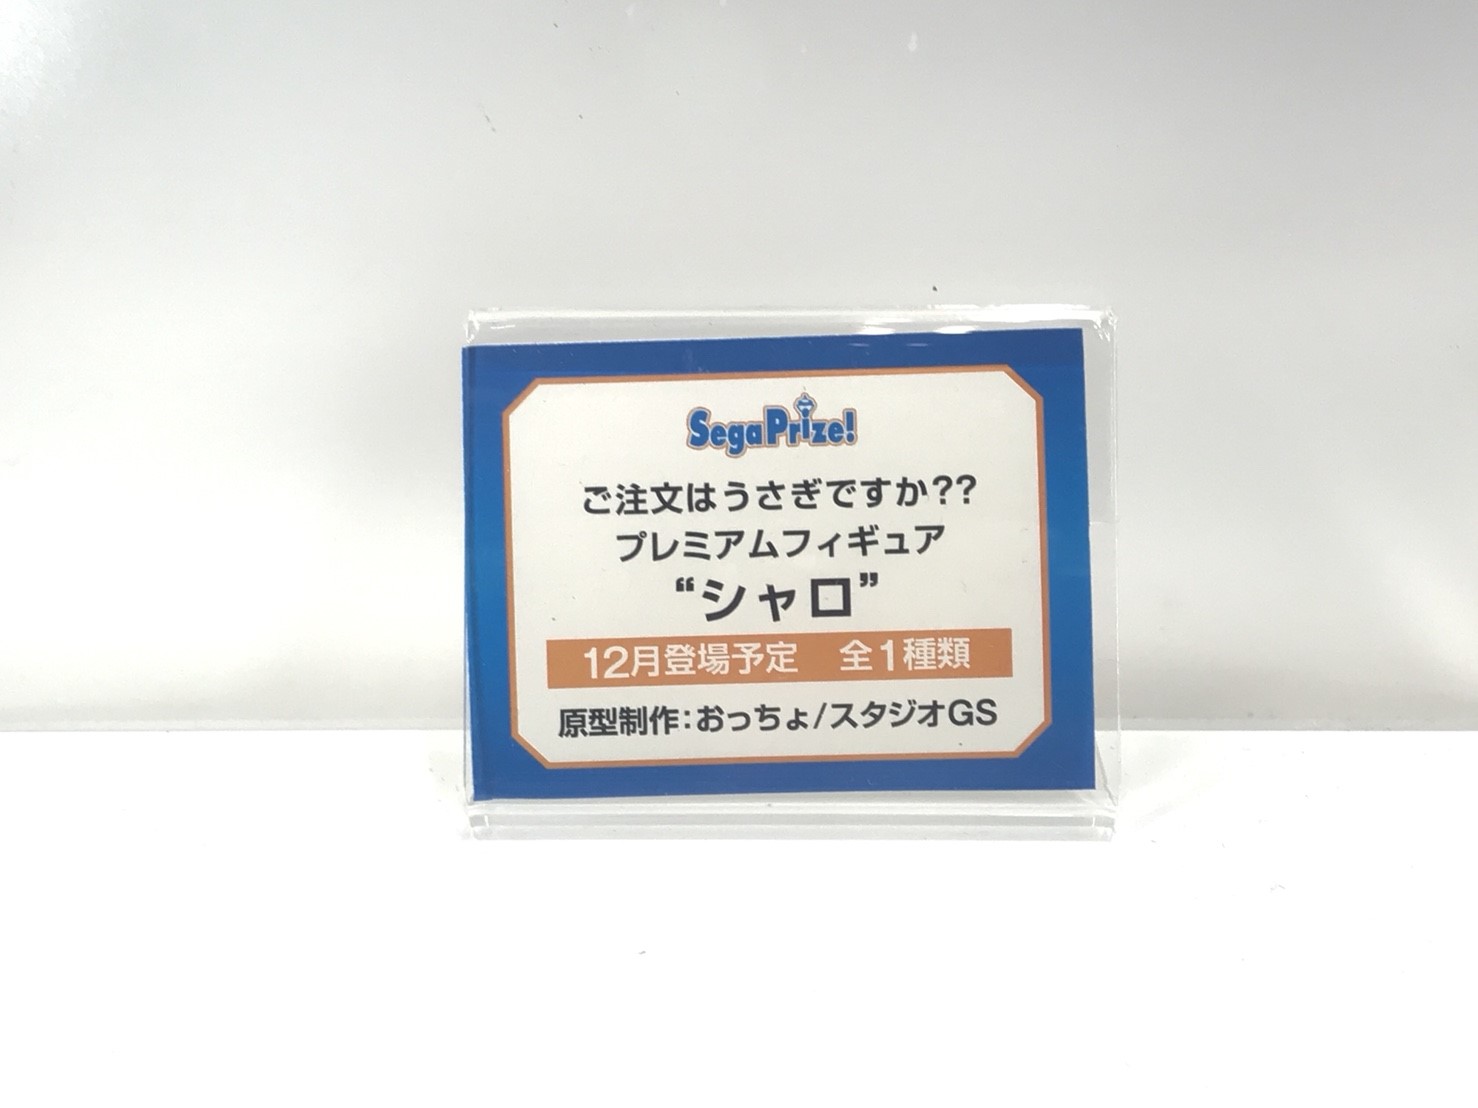 SegaPrize!
ご注文はうさぎですか??
プレミアムフィギュア
“シャロ”
12月登場予定　全1種類
原型制作:おっちょ/スタジオGS